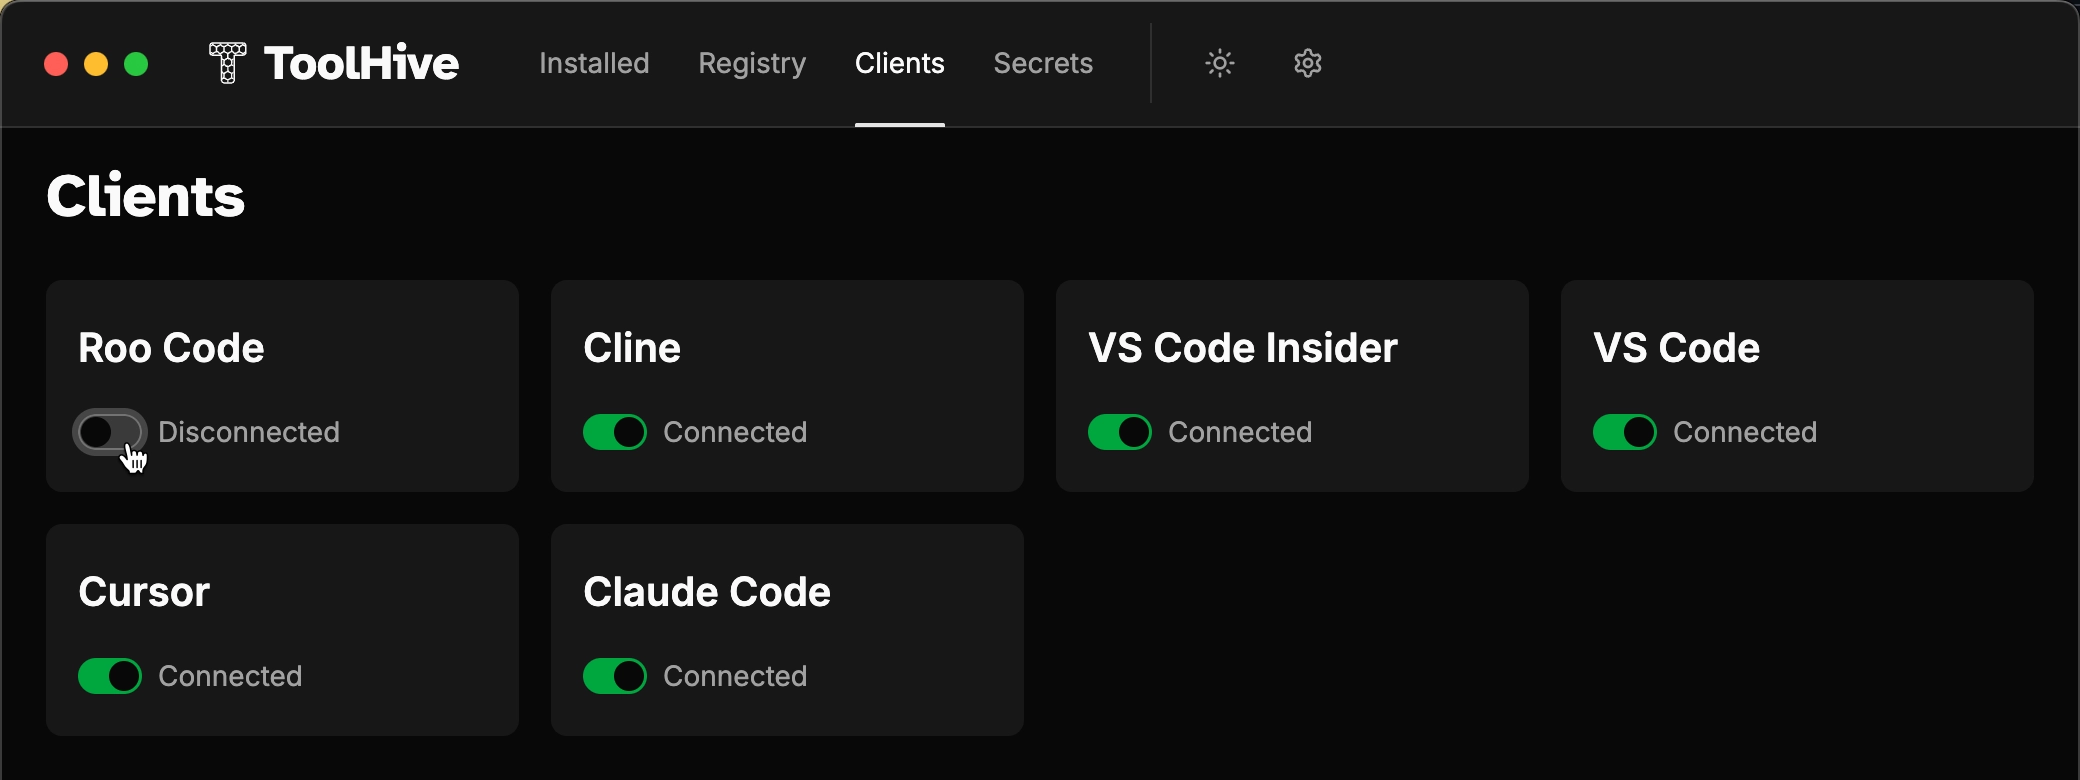 ToolHive Installed Registry Clients Secrets
Clients
Roo Code Cline VS Code Insider VS Code
Disconnected Connected Connected Connected
Cursor Claude Code
Connected Connected